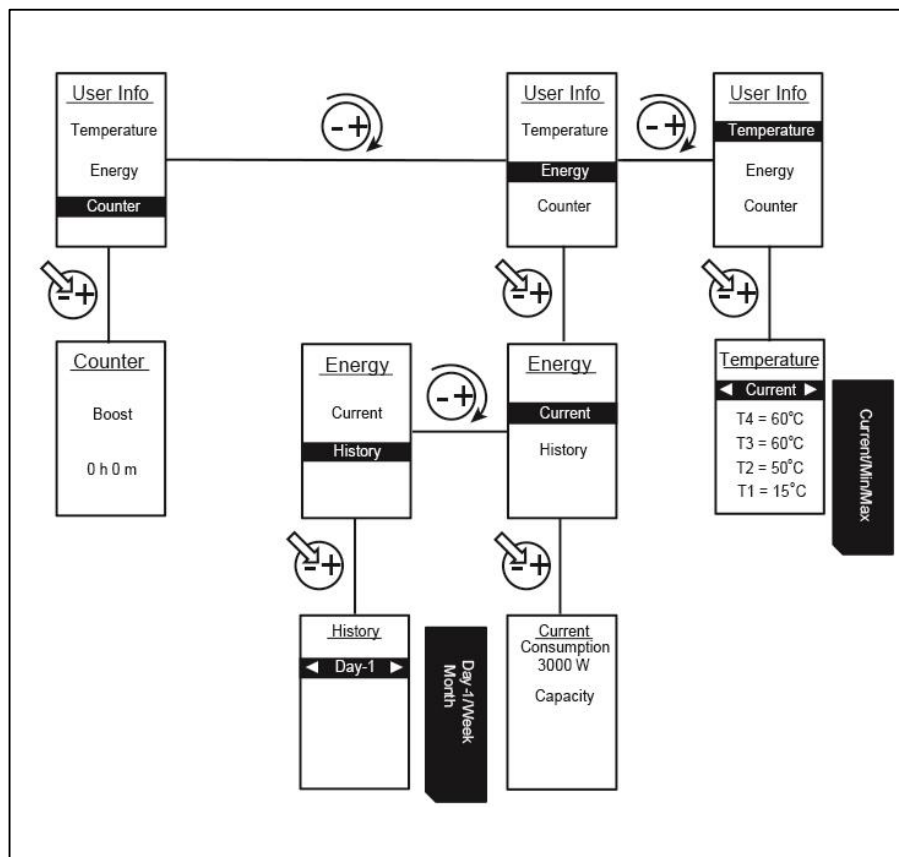 User Info
Temperature
Energy
Counter
- +
User Info
Temperature
Energy
Counter
- +
User Info
Temperature
Energy
Counter
- +
- +
- +
Counter
Boost
0 h 0 m
Energy
Current
History
- +
Energy
Current
History
Temperature
◄ Current ►
T4 = 60°C
T3 = 60°C
T2 = 50°C
T1 = 15°C
Current/Min/Max
- +
- +
History
◄ Day-1 ►
Day-1/Week
Month
Current
Consumption
3000 W
Capacity